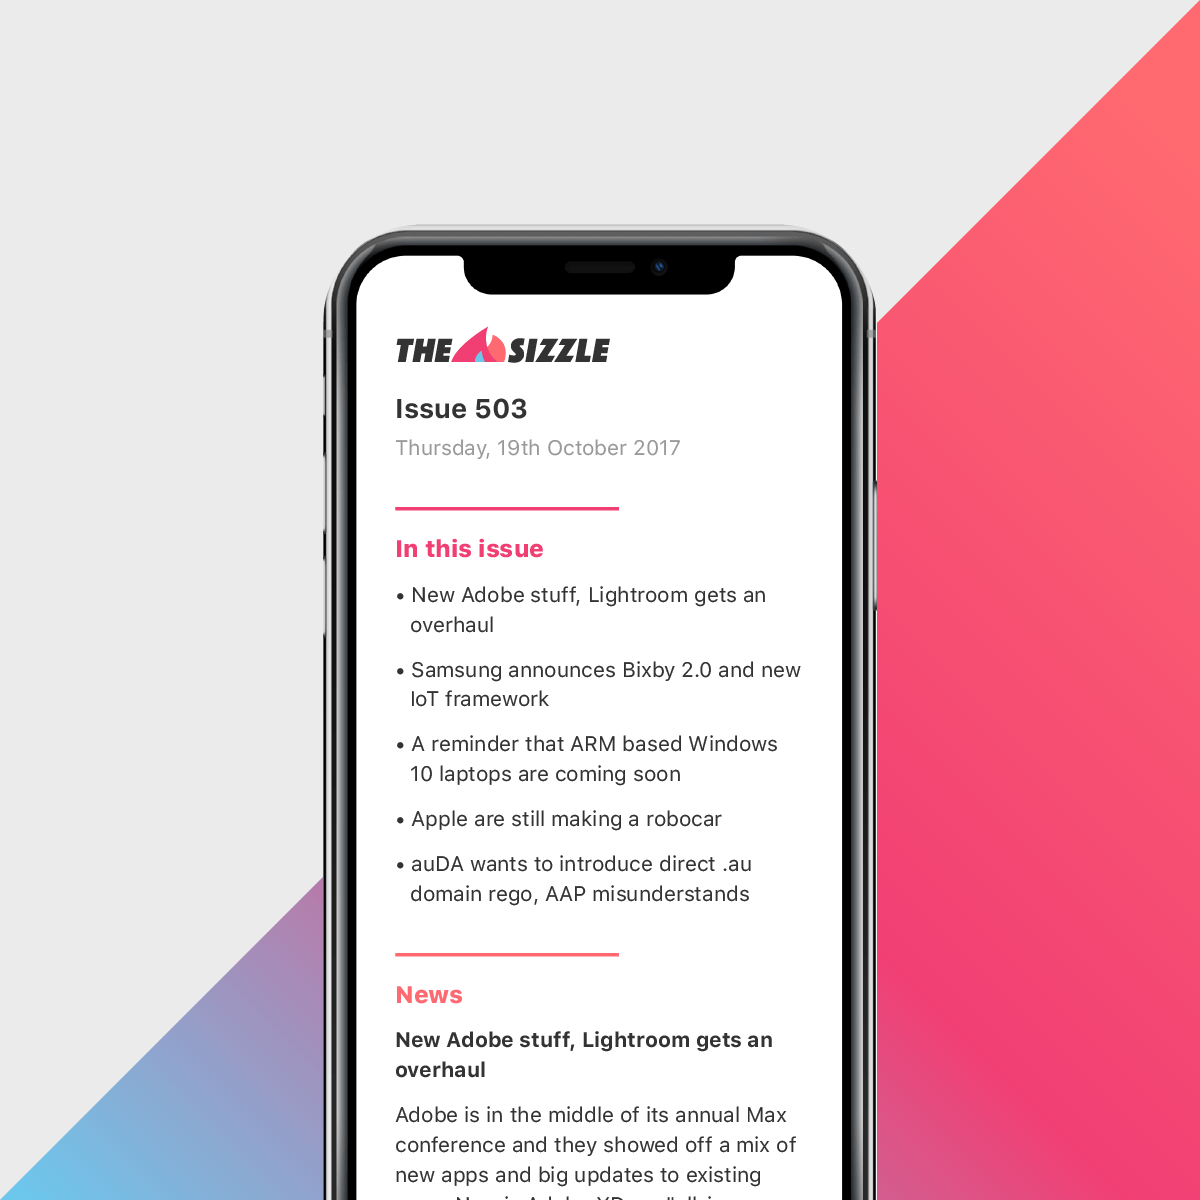 THE SIZZLE
Issue 503
Thursday, 19th October 2017
In this issue
• New Adobe stuff, Lightroom gets an
overhaul
• Samsung announces Bixby 2.0 and new
IoT framework
• A reminder that ARM based Windows
10 laptops are coming soon
• Apple are still making a robocar
• auDA wants to introduce direct .au
domain rego, AAP misunderstands
News
New Adobe stuff, Lightroom gets an
overhaul
Adobe is in the middle of its annual Max
conference and they showed off a mix of
new apps and big updates to existing